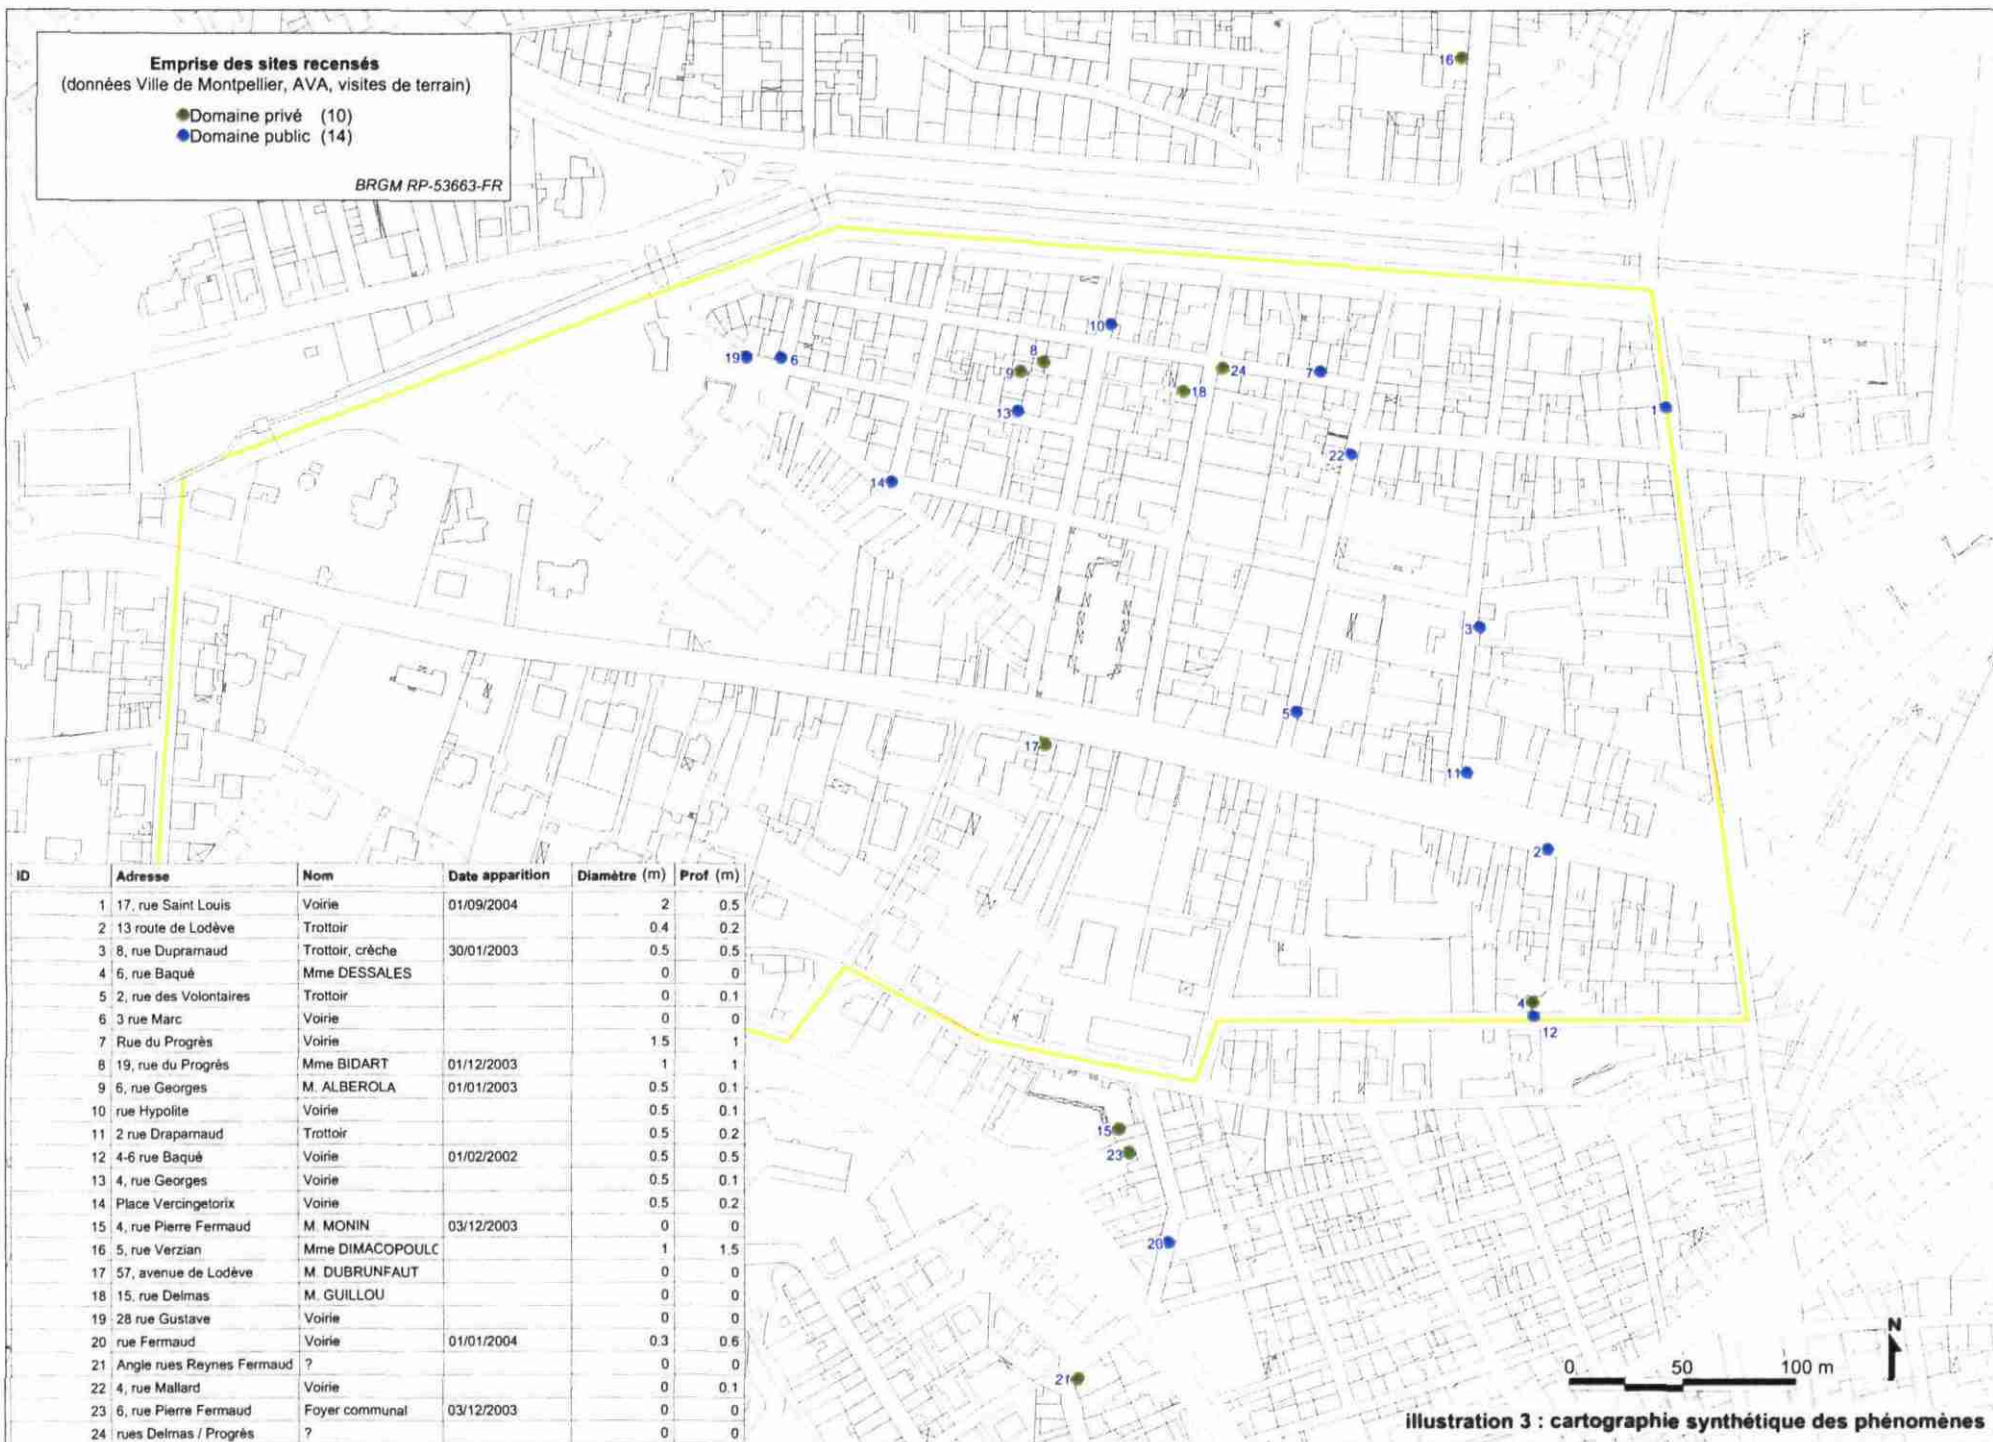 Emprise des sites recensés
(données Ville de Montpellier, AVA, visites de terrain)
Domaine privé (10)
Domaine public (14)
BRGM RP-53663-FR
16
10
8
9
24
7
19
6
18
13
1
22
14
3
5
17
11
2
4
12
15
23
20
21
ID Adresse Nom Date apparition Diamètre (m) Prof (m)
1 17, rue Saint Louis Voirie 01/09/2004 2 0.5
2 13 route de Lodève Trottoir 0.4 0.2
3 8, rue Duprarnaud Trottoir, crèche 30/01/2003 0.5 0.5
4 6, rue Baqué Mme DESSALES 0 0
5 2, rue des Volontaires Trottoir 0 0.1
6 3 rue Marc Voirie 0 0
7 Rue du Progrès Voirie 1.5 1
8 19, rue du Progrès Mme BIDART 01/12/2003 1 1
9 6, rue Georges M. ALBEROLA 01/01/2003 0.5 0.1
10 rue Hypolite Voirie 0.5 0.1
11 2 rue Draparnaud Trottoir 0.5 0.2
12 4-6 rue Baqué Voirie 01/02/2002 0.5 0.5
13 4, rue Georges Voirie 0.5 0.1
14 Place Vercingetorix Voirie 0.5 0.2
15 4, rue Pierre Fermaud M. MONIN 03/12/2003 0 0
16 5, rue Verzian Mme DIMACOPOULC 1 1.5
17 57, avenue de Lodève M. DUBRUNFAUT 0 0
18 15, rue Delmas M. GUILLOU 0 0
19 28 rue Gustave Voirie 0 0
20 rue Fermaud Voirie 01/01/2004 0.3 0.6
21 Angle rues Reynes Fermaud ? 0 0
22 4, rue Mallard Voirie 0 0.1
23 6, rue Pierre Fermaud Foyer communal 03/12/2003 0 0
24 rues Delmas / Progrès ? 0 0
N
0 50 100 m
illustration 3 : cartographie synthétique des phénomènes